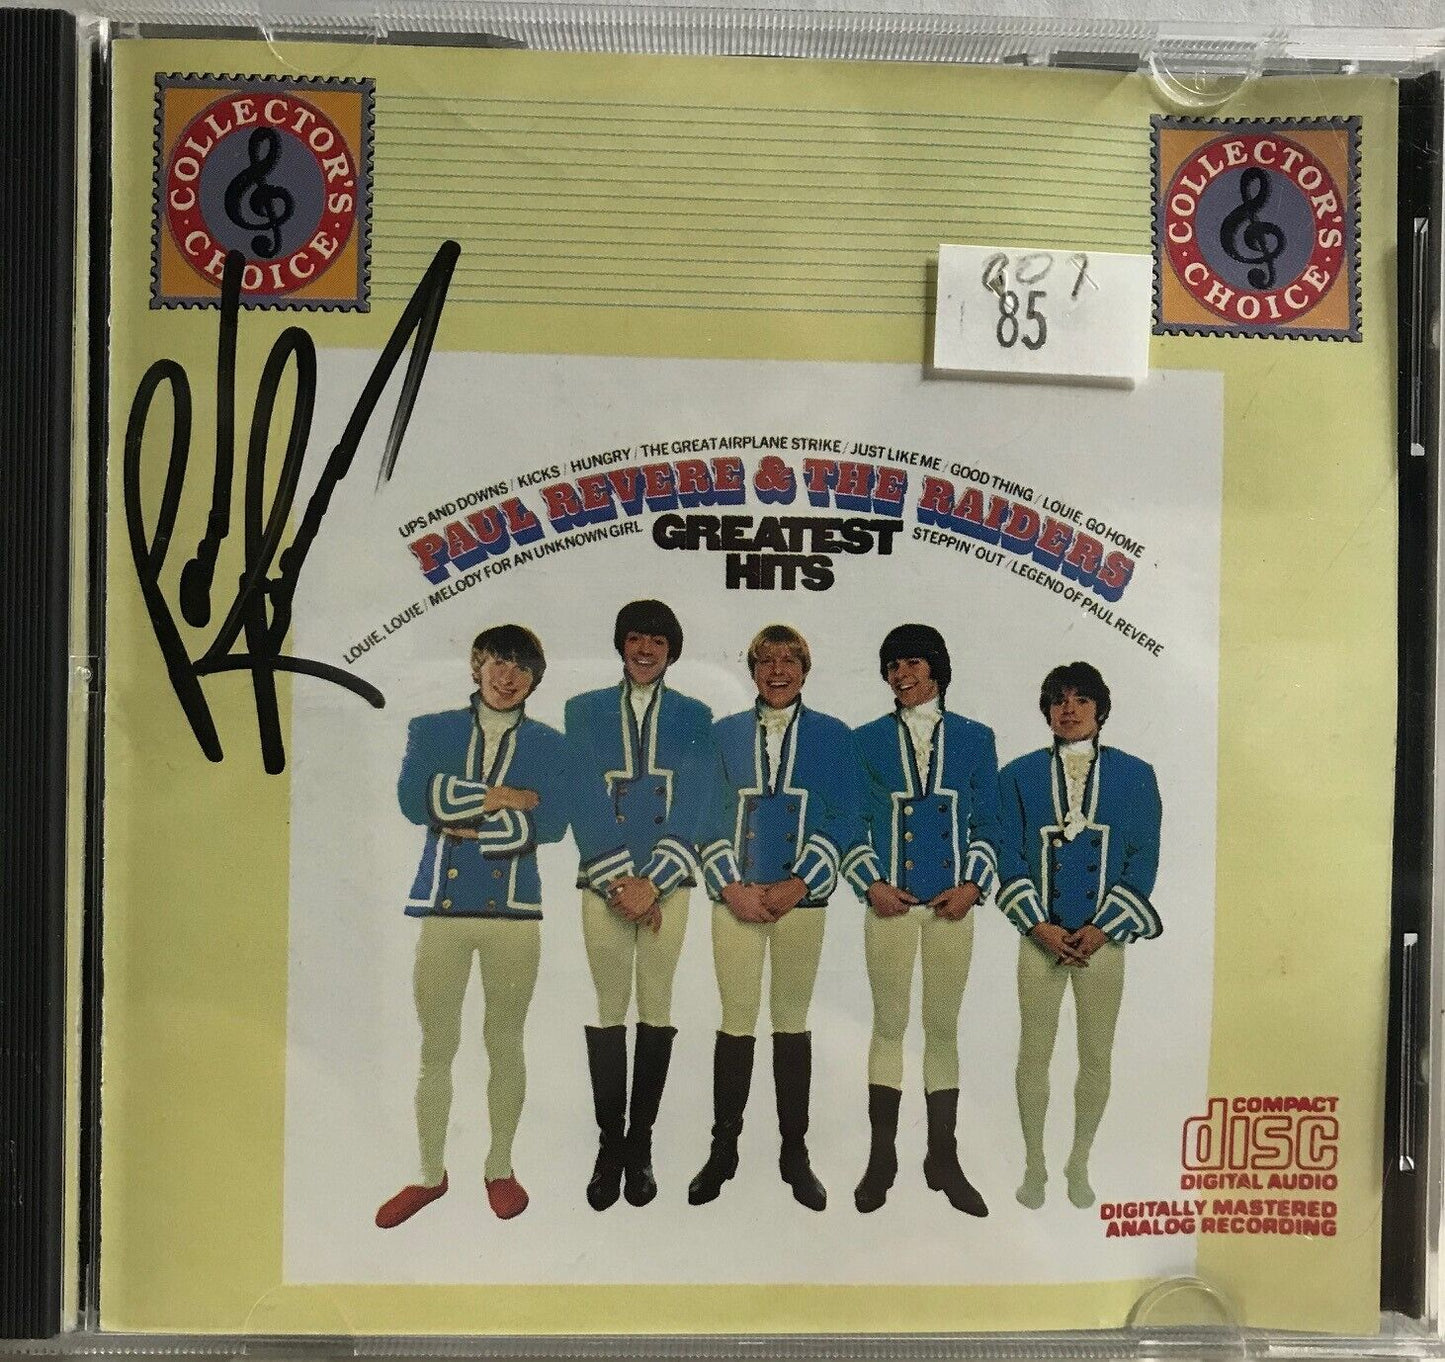 COLLECTOR'S
· CHOICE ·
COLLECTOR'S
· CHOICE ·
85
UPS AND DOWNS / KICKS / HUNGRY / THE GREAT AIRPLANE STRIKE / JUST LIKE ME / GOOD THING / LOUIE, GO HOME
PAUL REVERE & THE RAIDERS
LOUIE, LOUIE / MELODY FOR AN UNKNOWN GIRL
GREATEST
HITS
STEPPIN' OUT / LEGEND OF PAUL REVERE
COMPACT
disc
DIGITAL AUDIO
DIGITALLY MASTERED
ANALOG RECORDING